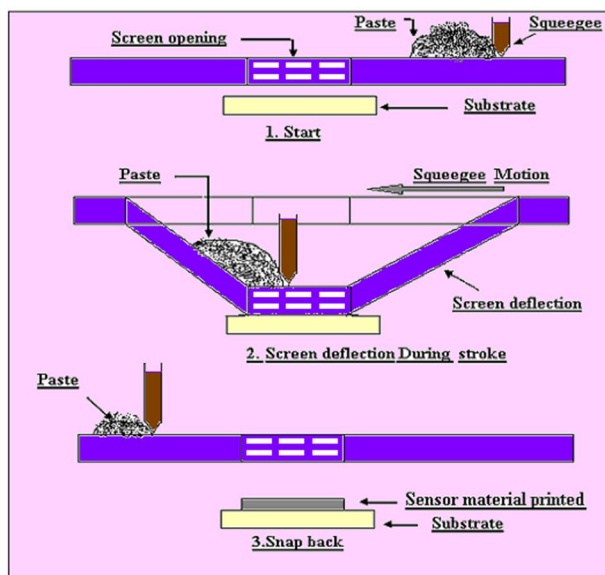 Paste
Squeegee
Screen opening
Substrate
1. Start
Paste
Squeegee Motion
Screen deflection
2. Screen deflection During stroke
Paste
Sensor material printed
Substrate
3.Snap back